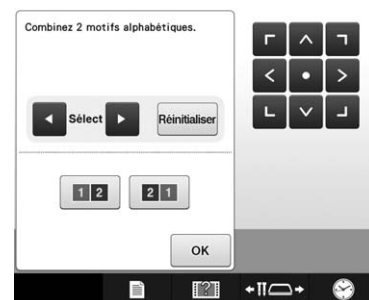 Combinez 2 motifs alphabétiques.
Sélect
Réinitialiser
1 2
2 1
OK